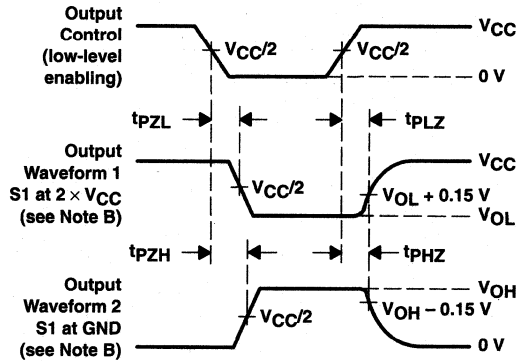 Output
Control
(low-level
enabling)
VCC/2
VCC/2
VCC
0 V
tPZL
tPLZ
Output
Waveform 1
S1 at 2 × VCC
(see Note B)
VCC/2
VCC
VOL + 0.15 V
VOL
tPZH
tPHZ
Output
Waveform 2
S1 at GND
(see Note B)
VCC/2
VOH
VOH − 0.15 V
0 V